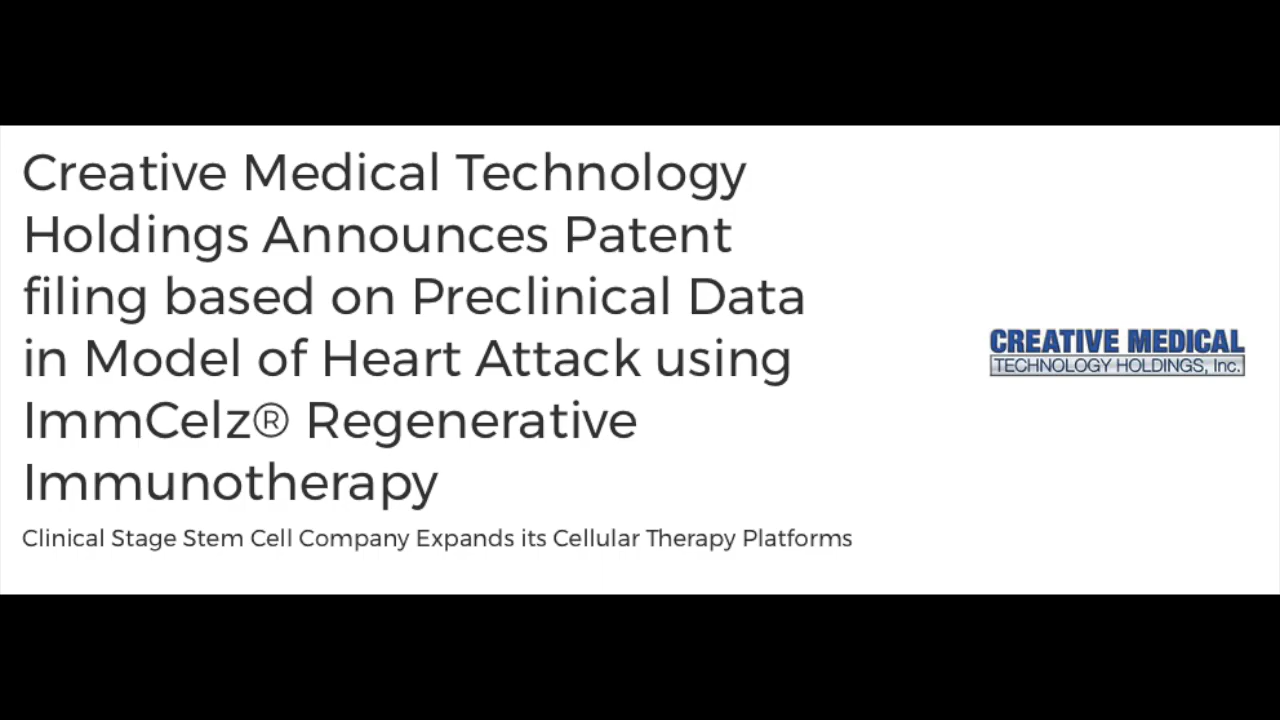 Creative Medical Technology
Holdings Announces Patent
filing based on Preclinical Data
in Model of Heart Attack using
ImmCelz® Regenerative
Immunotherapy
Clinical Stage Stem Cell Company Expands its Cellular Therapy Platforms
CREATIVE MEDICAL
TECHNOLOGY HOLDINGS, Inc.